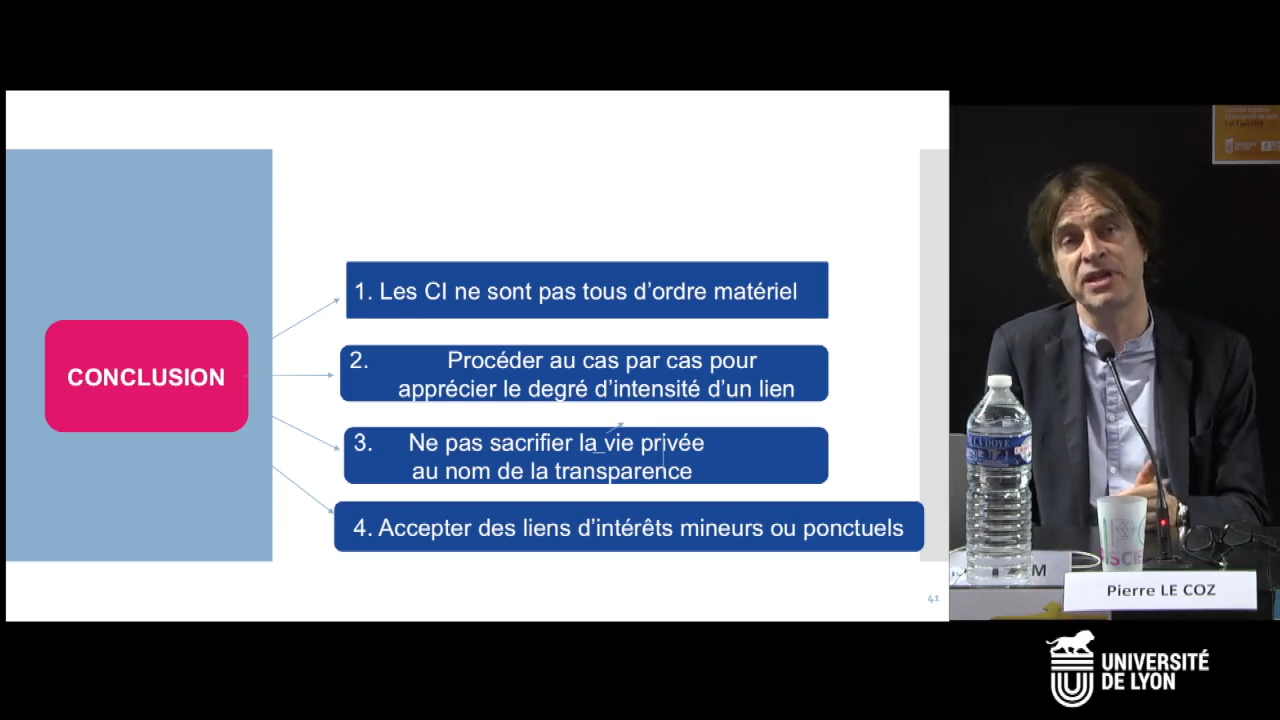 CONCLUSION
1. Les CI ne sont pas tous d’ordre matériel
2. Procéder au cas par cas pour
apprécier le degré d’intensité d’un lien
3. Ne pas sacrifier la vie privée
au nom de la transparence
4. Accepter des liens d’intérêts mineurs ou ponctuels
41
Pierre LE COZ
UNIVERSITÉ
DE LYON